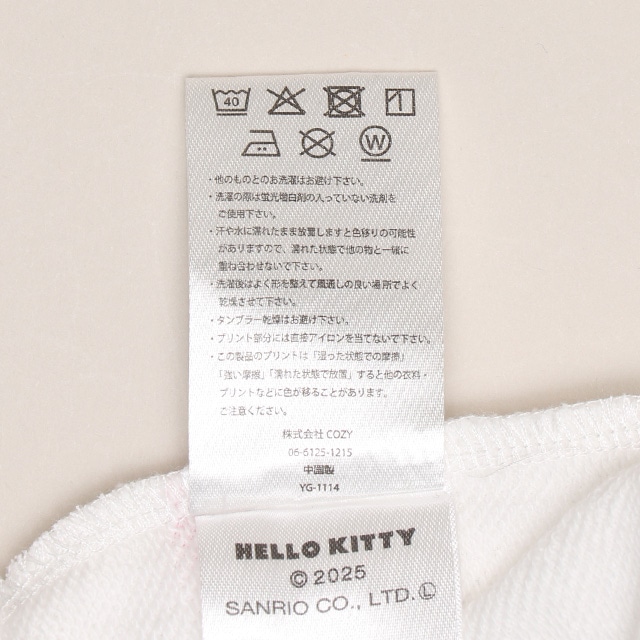 40
W
・他のものとのお洗濯はお避け下さい。
・洗濯の際は蛍光増白剤の入っていない洗剤を
ご使用下さい。
・汗や水に濡れたまま放置しますと色移りの可能性
がありますので、濡れた状態で他の物と一緒に
重ね合わせないで下さい。
・洗濯後はよく形を整えて風通しの良い場所でよく
乾燥させて下さい。
・タンブラー乾燥はお避け下さい。
・プリント部分には直接アイロンを当てないで下さい。
・この製品のプリントは「湿った状態での摩擦」
「強い摩擦」「濡れた状態で放置」すると他の衣料・
プリントなどに色が移ることがあります。
ご注意ください。
株式会社 COZY
06-6125-1215
中国製
YG-1114
HELLO KITTY
© 2025
SANRIO CO., LTD. Ⓛ